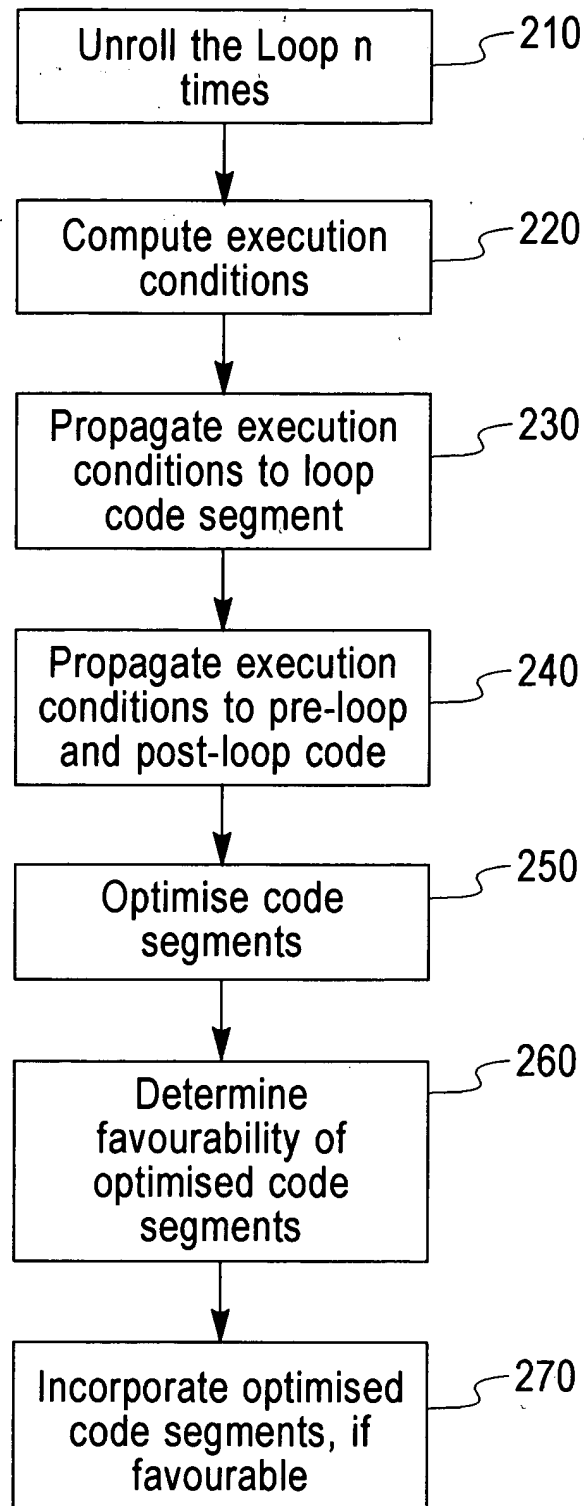 Unroll the Loop n
times
210
Compute execution
conditions
220
Propagate execution
conditions to loop
code segment
230
Propagate execution
conditions to pre-loop
and post-loop code
240
Optimise code
segments
250
Determine
favourability of
optimised code
segments
260
Incorporate optimised
code segments, if
favourable
270